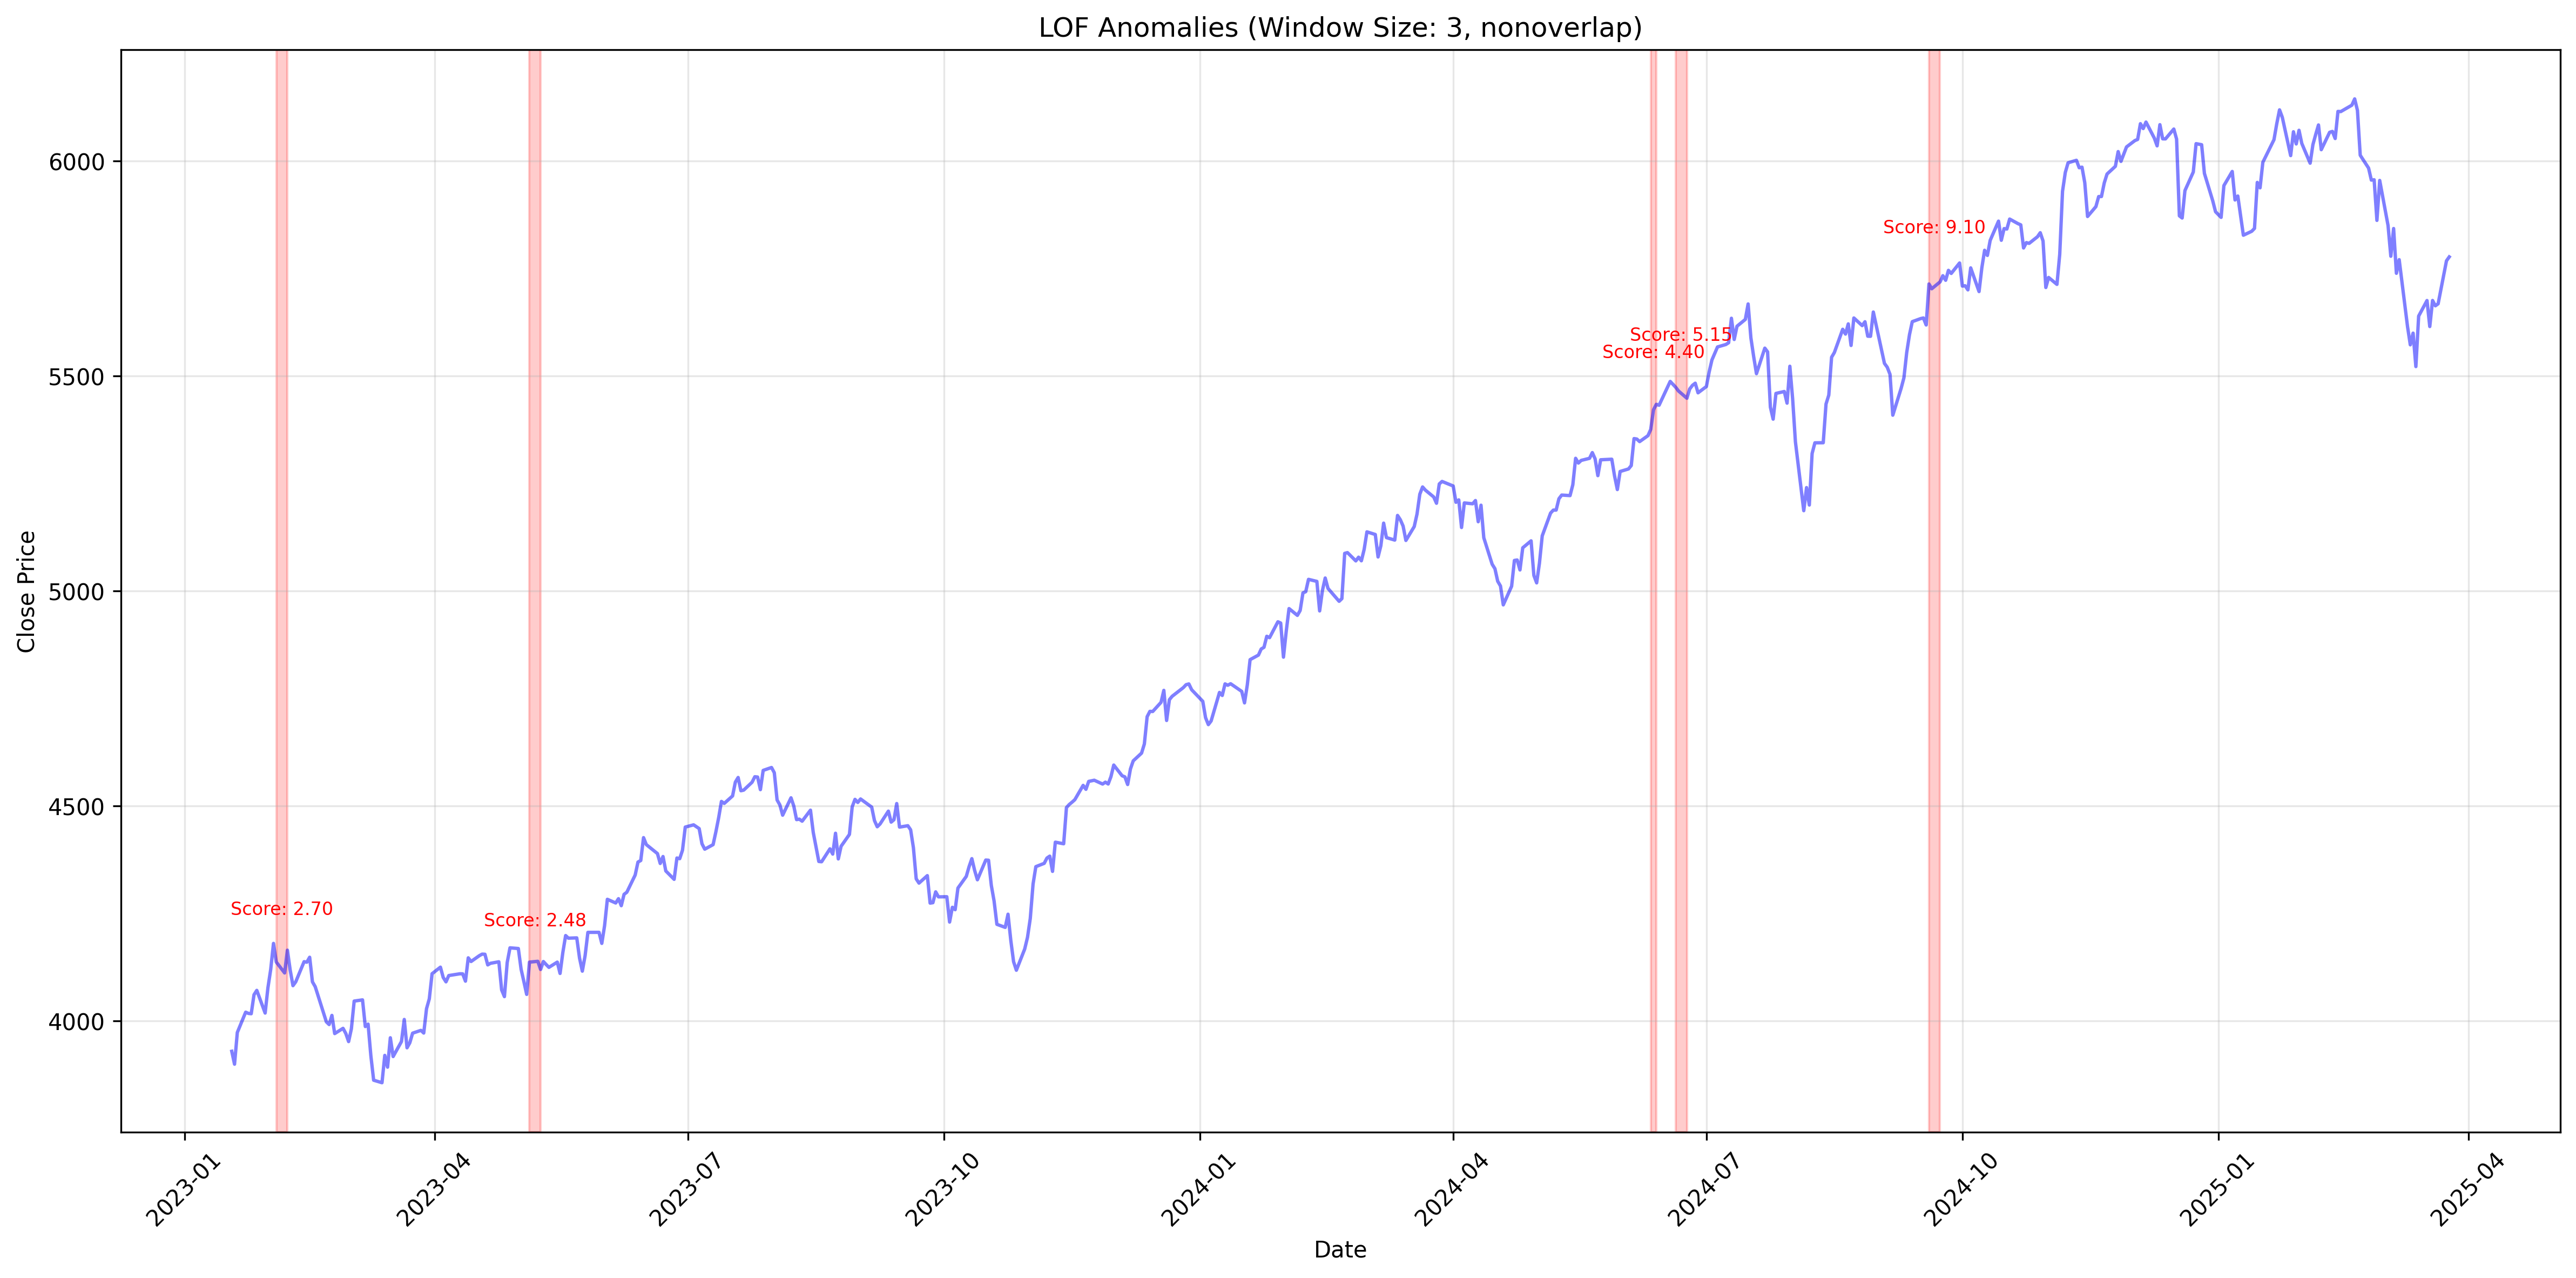 LOF Anomalies (Window Size: 3, nonoverlap)
Close Price
6000
5500
5000
4500
4000
Score: 2.70
Score: 2.48
Score: 5.15
Score: 4.40
Score: 9.10
2023-01
2023-04
2023-07
2023-10
2024-01
2024-04
2024-07
2024-10
2025-01
2025-04
Date